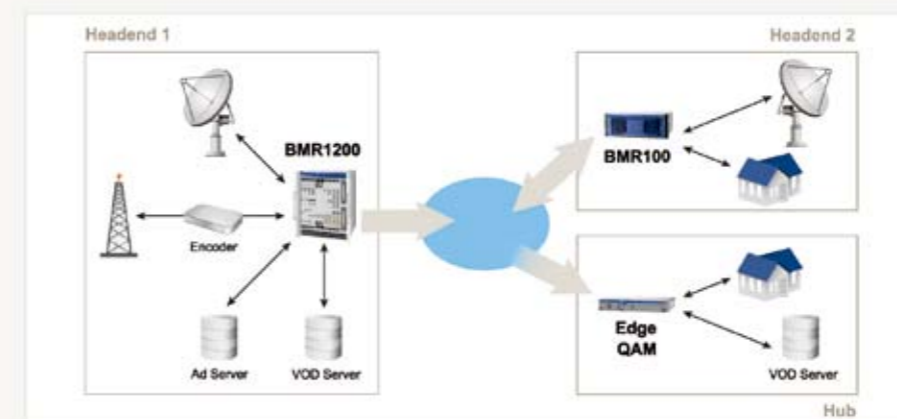 Headend 1
BMR1200
Encoder
Ad Server
VOD Server
Headend 2
BMR100
Edge
QAM
VOD Server
Hub